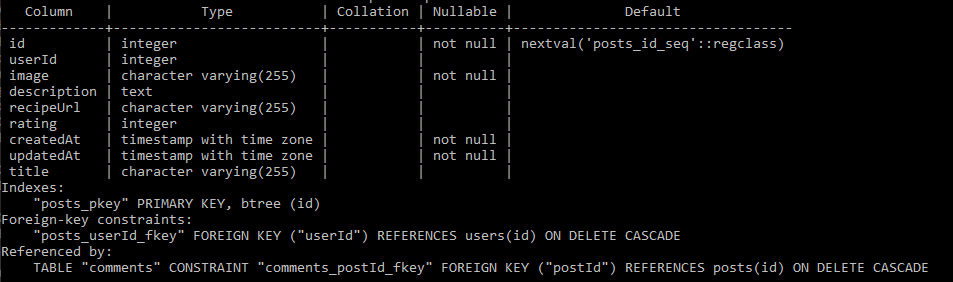 Column    |           Type           | Collation | Nullable |              Default
-------------+--------------------------+-----------+----------+-----------------------------------
 id          | integer                  |           | not null | nextval('posts_id_seq'::regclass)
 userId      | integer                  |           |          |
 image       | character varying(255)   |           | not null |
 description | text                     |           |          |
 recipeUrl   | character varying(255)   |           |          |
 rating      | integer                  |           |          |
 createdAt   | timestamp with time zone |           | not null |
 updatedAt   | timestamp with time zone |           | not null |
 title       | character varying(255)   |           |          |
Indexes:
    "posts_pkey" PRIMARY KEY, btree (id)
Foreign-key constraints:
    "posts_userId_fkey" FOREIGN KEY ("userId") REFERENCES users(id) ON DELETE CASCADE
Referenced by:
    TABLE "comments" CONSTRAINT "comments_postId_fkey" FOREIGN KEY ("postId") REFERENCES posts(id) ON DELETE CASCADE